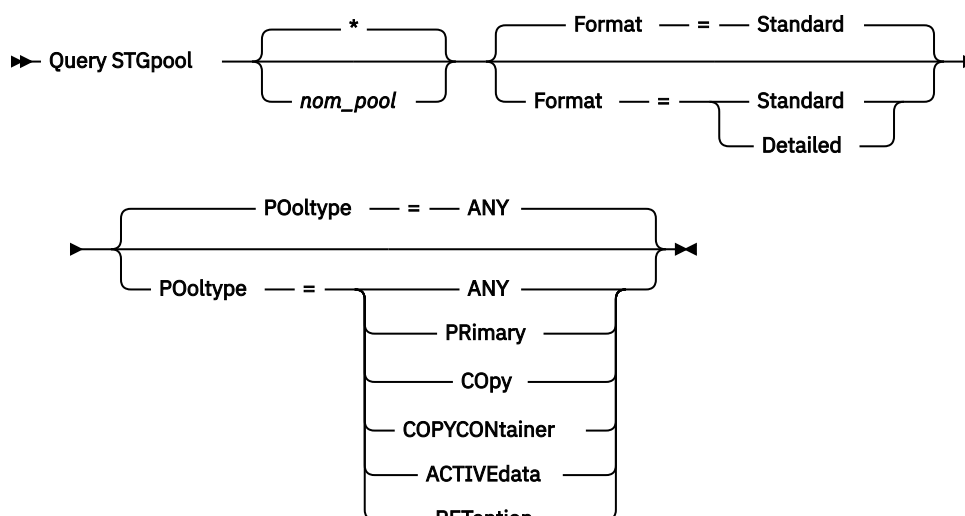 *
Format = Standard
Query STGpool
nom_pool
Format = Standard
Detailed
POoltype = ANY
POoltype = ANY
PRimary
COpy
COPYCONtainer
ACTIVEdata